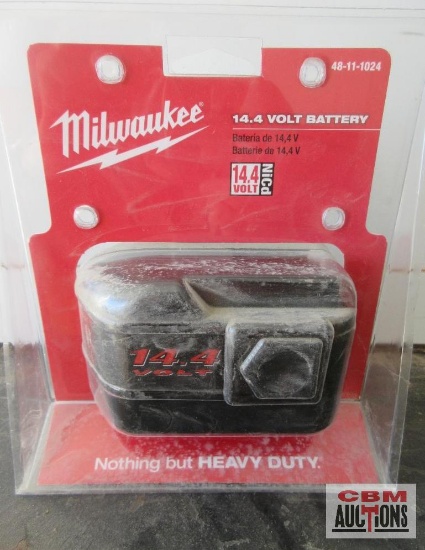 48-11-1024
Milwaukee
14.4 VOLT BATTERY
Batería de 14,4 V
Batterie de 14,4 V
14.4
VOLT
NiCd
14.4
VOLT
Nothing but HEAVY DUTY.
CBM
AUCTIONS